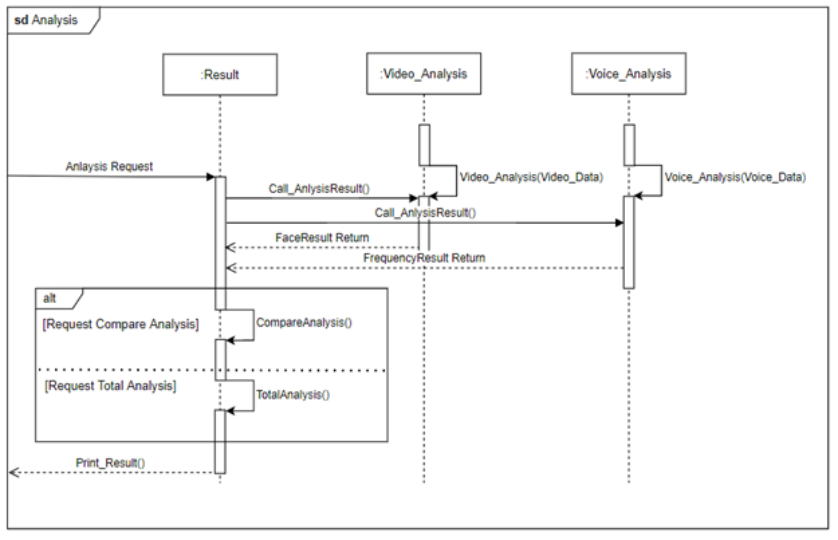 sd Analysis
:Result
:Video_Analysis
:Voice_Analysis
Anlaysis Request
Video_Analysis(Video_Data)
Voice_Analysis(Voice_Data)
Call_AnlysisResult()
Call_AnlysisResult()
FaceResult Return
FrequencyResult Return
alt
[Request Compare Analysis]
CompareAnalysis()
[Request Total Analysis]
TotalAnalysis()
Print_Result()